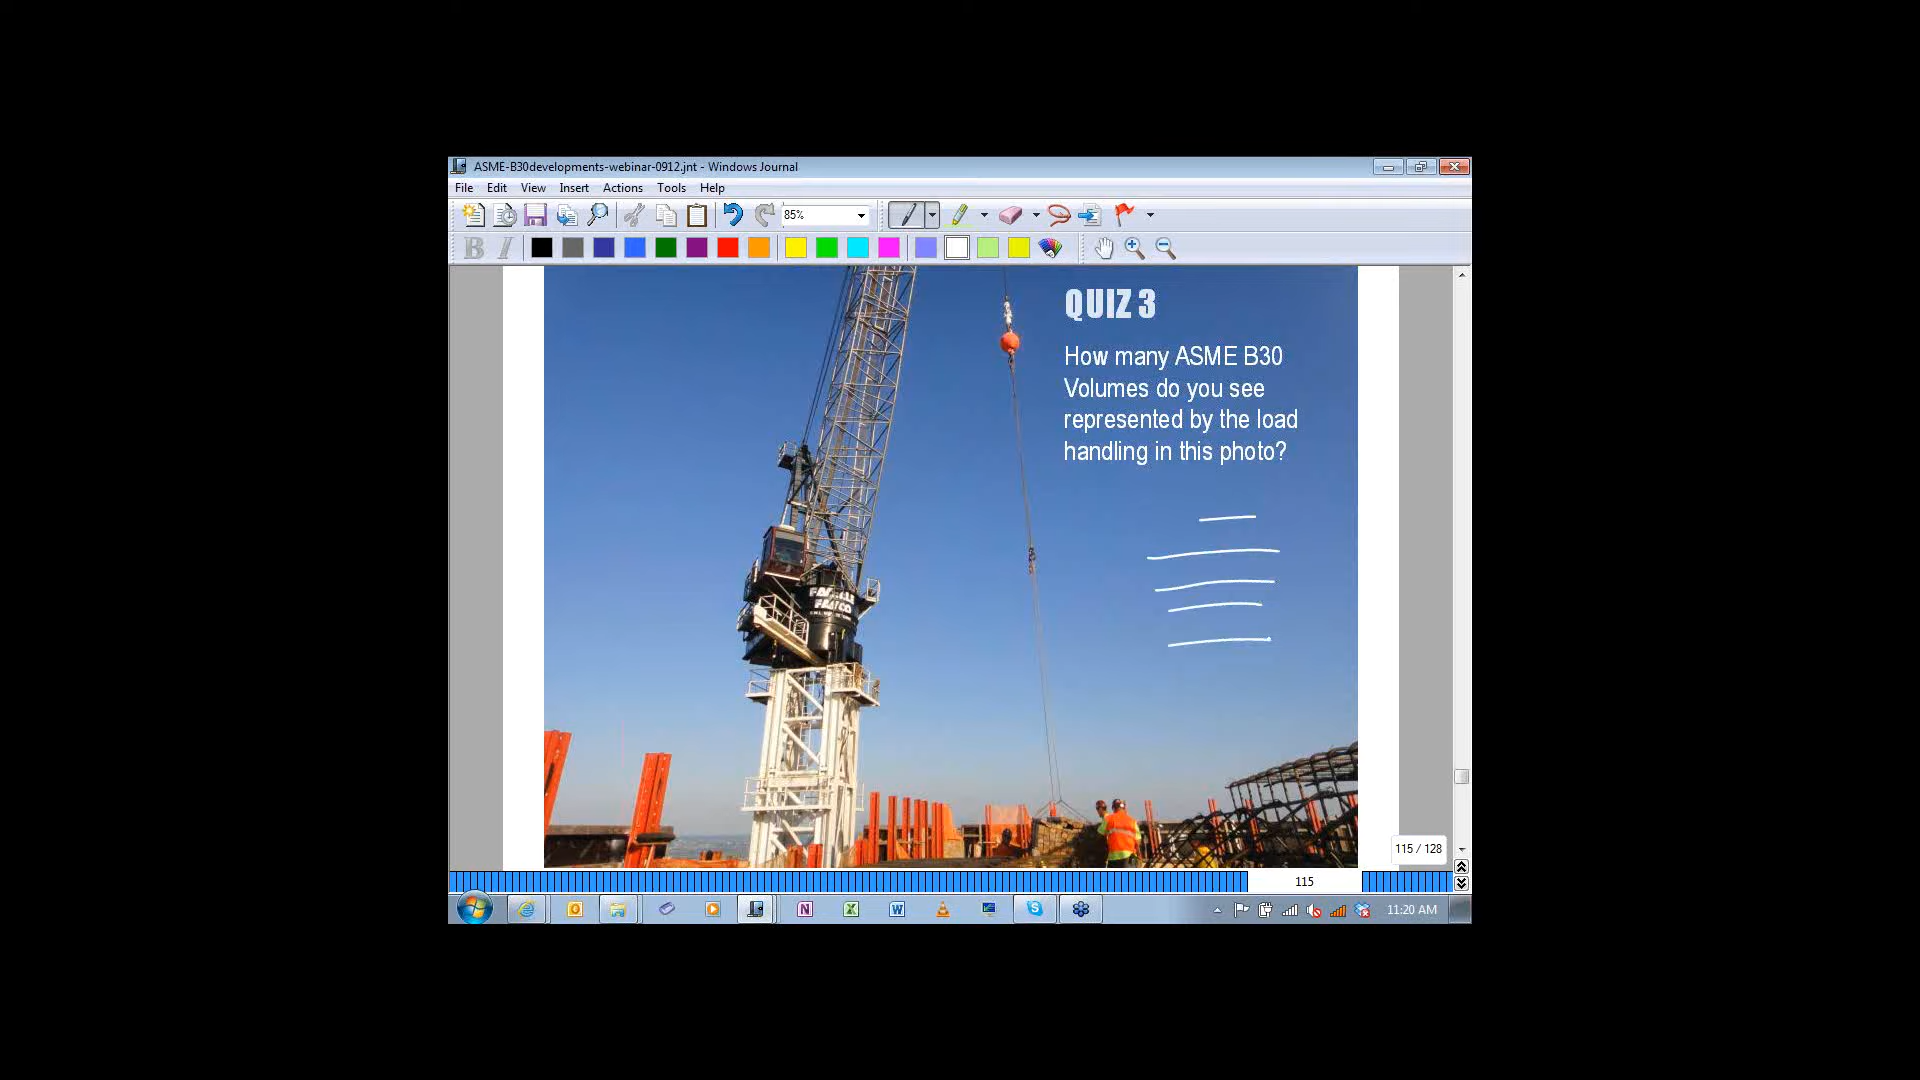 ASME-B30developments-webinar-0912.jnt - Windows Journal
File Edit View Insert Actions Tools Help
85%
B I
QUIZ 3
How many ASME B30
Volumes do you see
represented by the load
handling in this photo?
115 / 128
115
11:20 AM